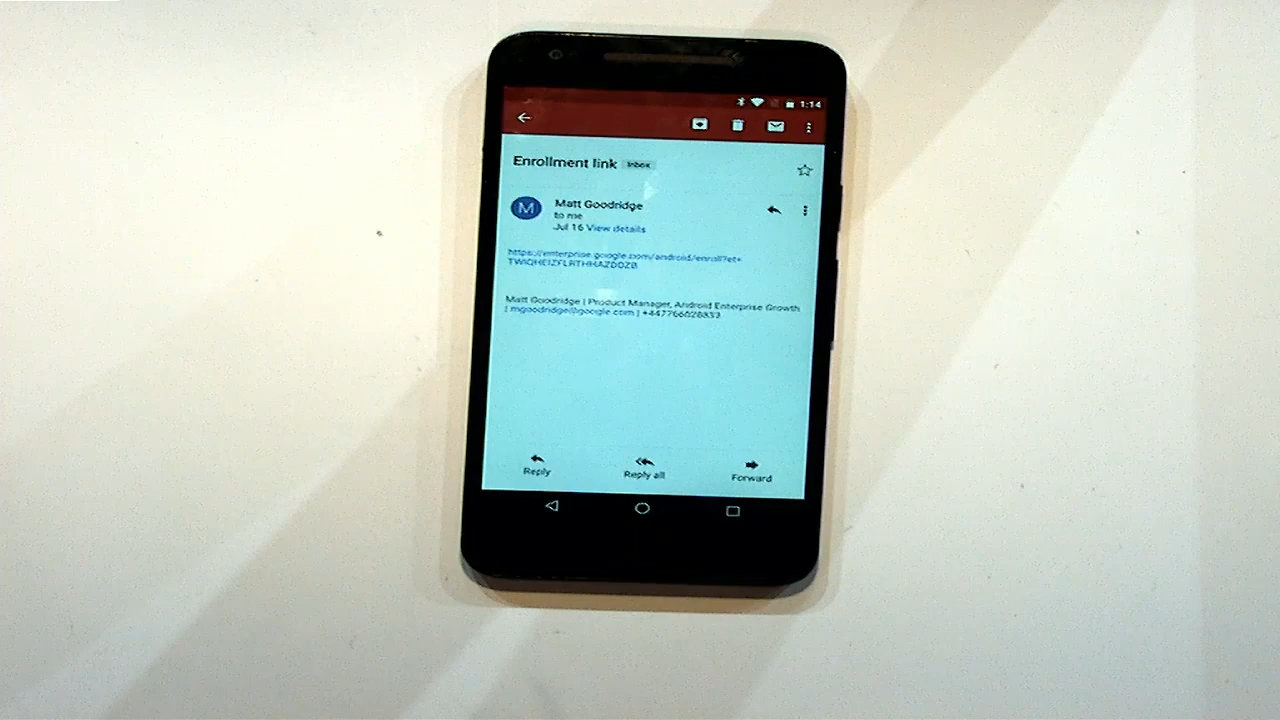 1:14
Enrollment link Inbox
M
Matt Goodridge
to me
Jul 16 View details
https://enterprise.google.com/android/enroll?et=
Matt Goodridge | Product Manager, Android Enterprise Growth
| mgoodridge@google.com |
Reply
Reply all
Forward